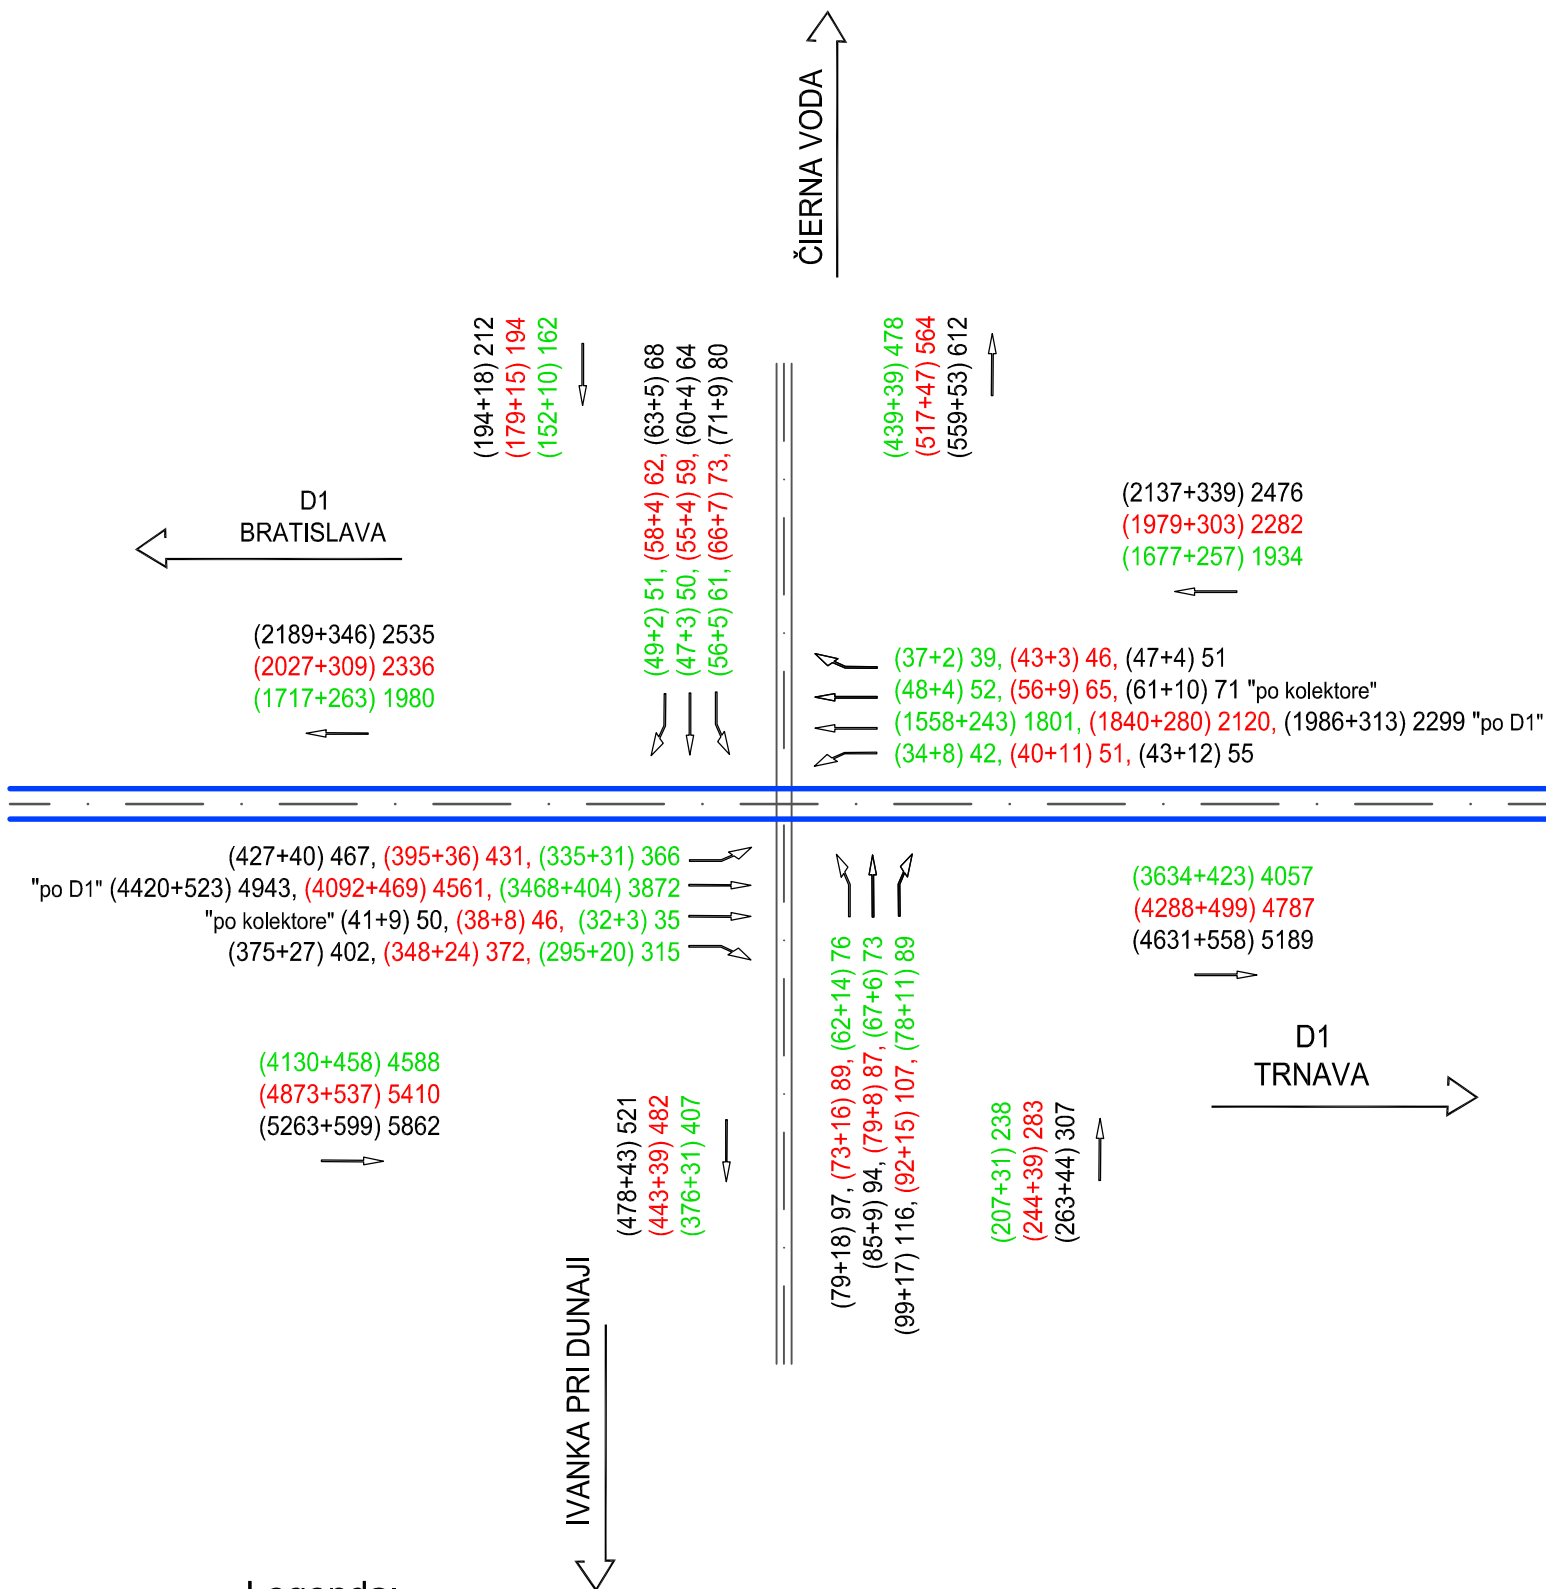 ČIERNA VODA
(194+18) 212
(179+15) 194
(152+10) 162
(49+2) 51, (58+4) 62, (63+5) 68
(47+3) 50, (55+4) 59, (60+4) 64
(56+5) 61, (66+7) 73, (71+9) 80
(439+39) 478
(517+47) 564
(559+53) 612
D1
BRATISLAVA
(2137+339) 2476
(1979+303) 2282
(1677+257) 1934
(2189+346) 2535
(2027+309) 2336
(1717+263) 1980
(37+2) 39, (43+3) 46, (47+4) 51
(48+4) 52, (56+9) 65, (61+10) 71 "po kolektore"
(1558+243) 1801, (1840+280) 2120, (1986+313) 2299 "po D1"
(34+8) 42, (40+11) 51, (43+12) 55
(427+40) 467, (395+36) 431, (335+31) 366
"po D1" (4420+523) 4943, (4092+469) 4561, (3468+404) 3872
"po kolektore" (41+9) 50, (38+8) 46, (32+3) 35
(375+27) 402, (348+24) 372, (295+20) 315
(3634+423) 4057
(4288+499) 4787
(4631+558) 5189
(79+18) 97, (73+16) 89, (62+14) 76
(85+9) 94, (79+8) 87, (67+6) 73
(99+17) 116, (92+15) 107, (78+11) 89
D1
TRNAVA
(4130+458) 4588
(4873+537) 5410
(5263+599) 5862
(478+43) 521
(443+39) 482
(376+31) 407
(207+31) 238
(244+39) 283
(263+44) 307
IVANKA PRI DUNAJI
Legenda: